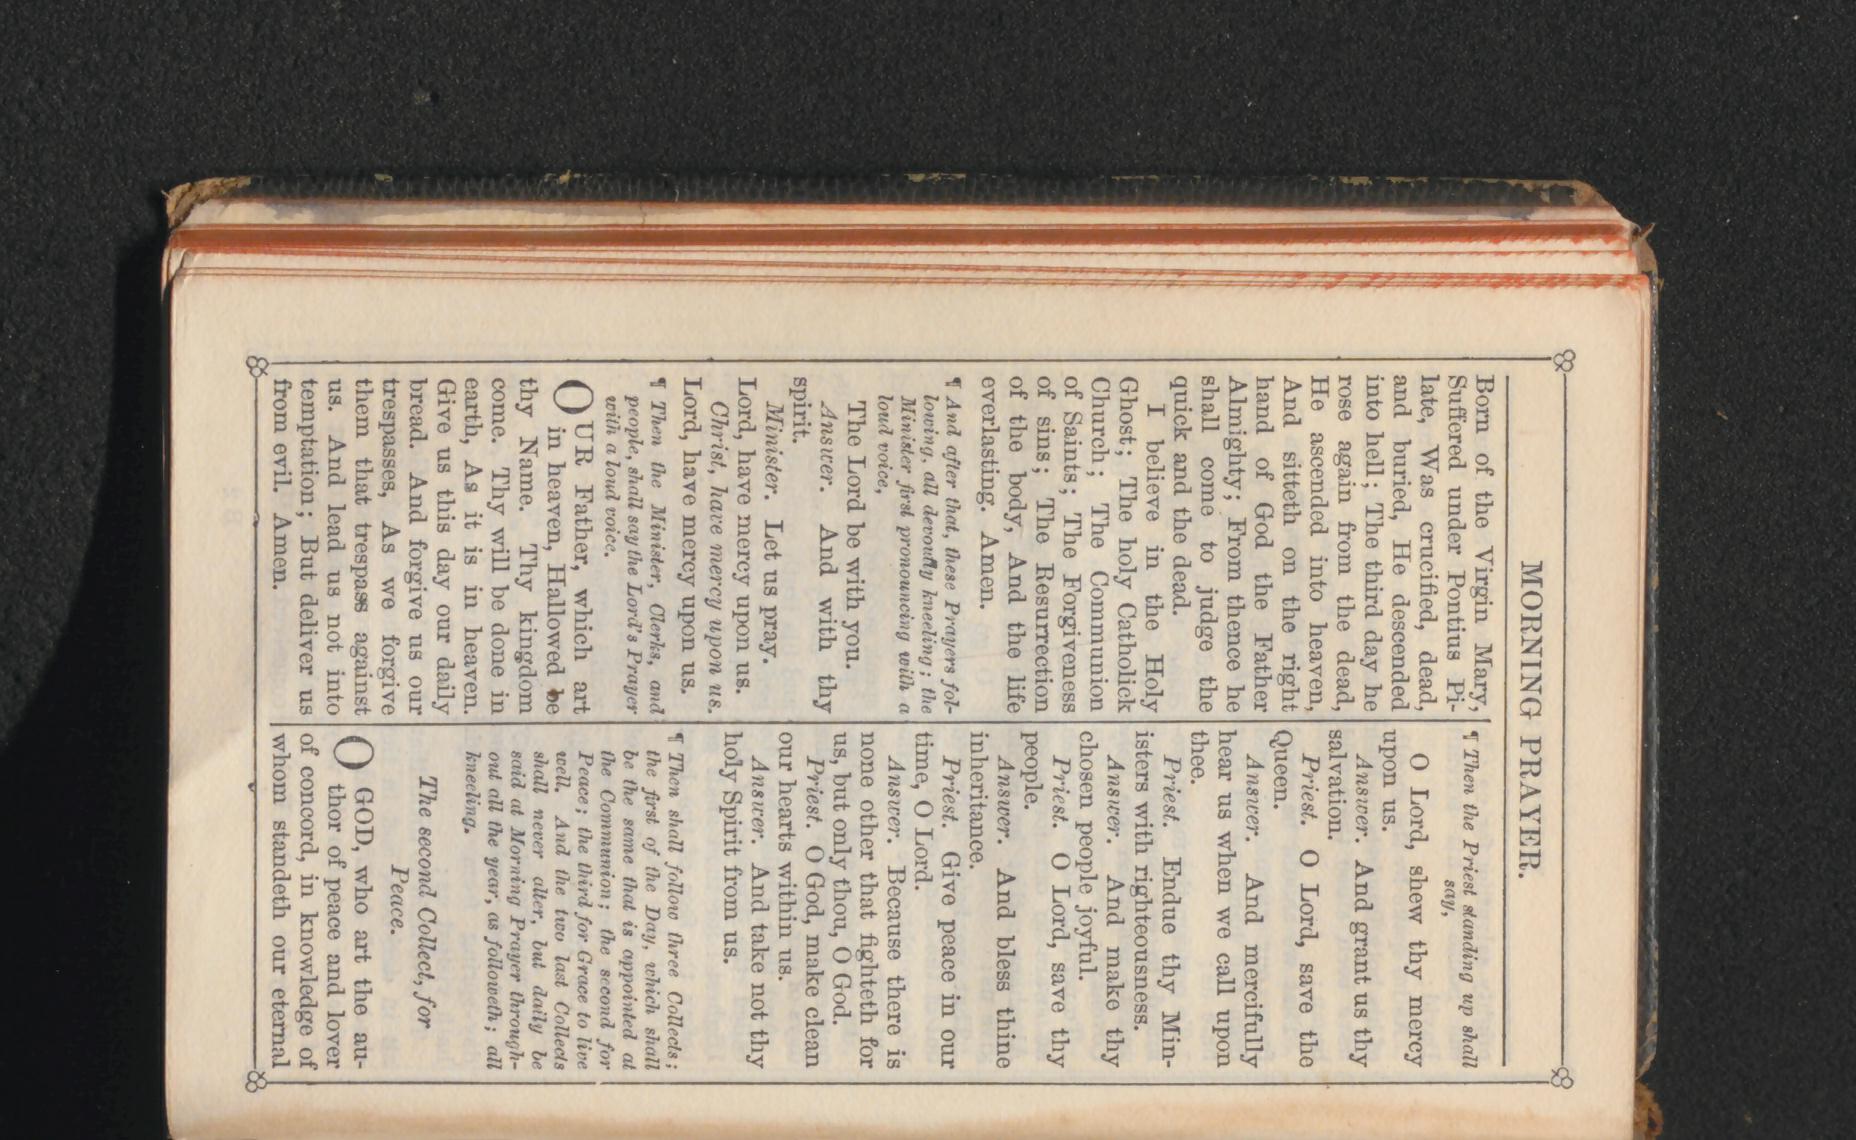 MORNING PRAYER.
Born of the Virgin Mary,
Suffered under Pontius Pi-
late, Was crucified, dead,
and buried, He descended
into hell; The third day he
rose again from the dead,
He ascended into heaven,
And sitteth on the right
hand of God the Father
Almighty; From thence he
shall come to judge the
quick and the dead.
I believe in the Holy
Ghost; The holy Catholick
Church; The Communion
of Saints; The Forgiveness
of sins; The Resurrection
of the body, And the life
everlasting. Amen.
¶ And after that, these Prayers fol-
lowing, all devoutly kneeling; the
Minister first pronouncing with a
loud voice,
The Lord be with you.
Answer. And with thy
spirit.
Minister. Let us pray.
Lord, have mercy upon us.
Christ, have mercy upon us.
Lord, have mercy upon us.
¶ Then the Minister, Clerks, and
people, shall say the Lord's Prayer
with a loud voice.
OUR Father, which art
in heaven, Hallowed be
thy Name. Thy kingdom
come. Thy will be done in
earth, As it is in heaven.
Give us this day our daily
bread. And forgive us our
trespasses, As we forgive
them that trespass against
us. And lead us not into
temptation; But deliver us
from evil. Amen.
¶ Then the Priest standing up shall
say,
O Lord, shew thy mercy
upon us.
Answer. And grant us thy
salvation.
Priest. O Lord, save the
Queen.
Answer. And mercifully
hear us when we call upon
thee.
Priest. Endue thy Min-
isters with righteousness.
Answer. And make thy
chosen people joyful.
Priest. O Lord, save thy
people.
Answer. And bless thine
inheritance.
Priest. Give peace in our
time, O Lord.
Answer. Because there is
none other that fighteth for
us, but only thou, O God.
Priest. O God, make clean
our hearts within us.
Answer. And take not thy
holy Spirit from us.
¶ Then shall follow three Collects;
the first of the Day, which shall
be the same that is appointed at
the Communion; the second for
Peace; the third for Grace to live
well. And the two last Collects
shall never alter, but daily be
said at Morning Prayer through-
out all the year, as followeth; all
kneeling.
The second Collect, for
Peace.
O GOD, who art the au-
thor of peace and lover
of concord, in knowledge of
whom standeth our eternal